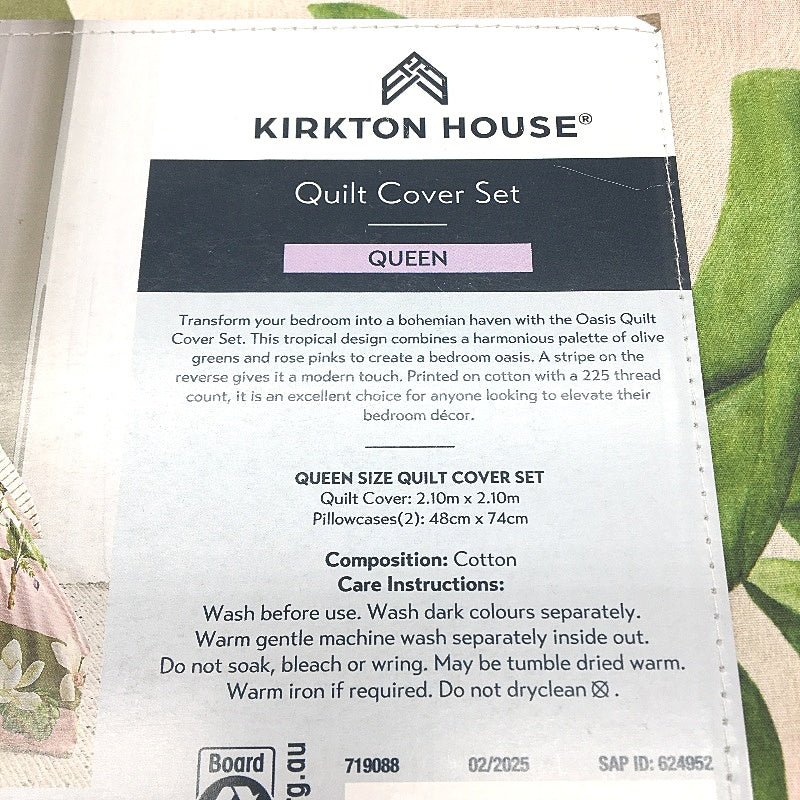 KIRKTON HOUSE®
Quilt Cover Set
QUEEN
Transform your bedroom into a bohemian haven with the Oasis Quilt
Cover Set. This tropical design combines a harmonious palette of olive
greens and rose pinks to create a bedroom oasis. A stripe on the
reverse gives it a modern touch. Printed on cotton with a 225 thread
count, it is an excellent choice for anyone looking to elevate their
bedroom décor.
QUEEN SIZE QUILT COVER SET
Quilt Cover: 2.10m x 2.10m
Pillowcases(2): 48cm x 74cm
Composition: Cotton
Care Instructions:
Wash before use. Wash dark colours separately.
Warm gentle machine wash separately inside out.
Do not soak, bleach or wring. May be tumble dried warm.
Warm iron if required. Do not dryclean.
Board
rg.au
719088 02/2025 SAP ID: 624952